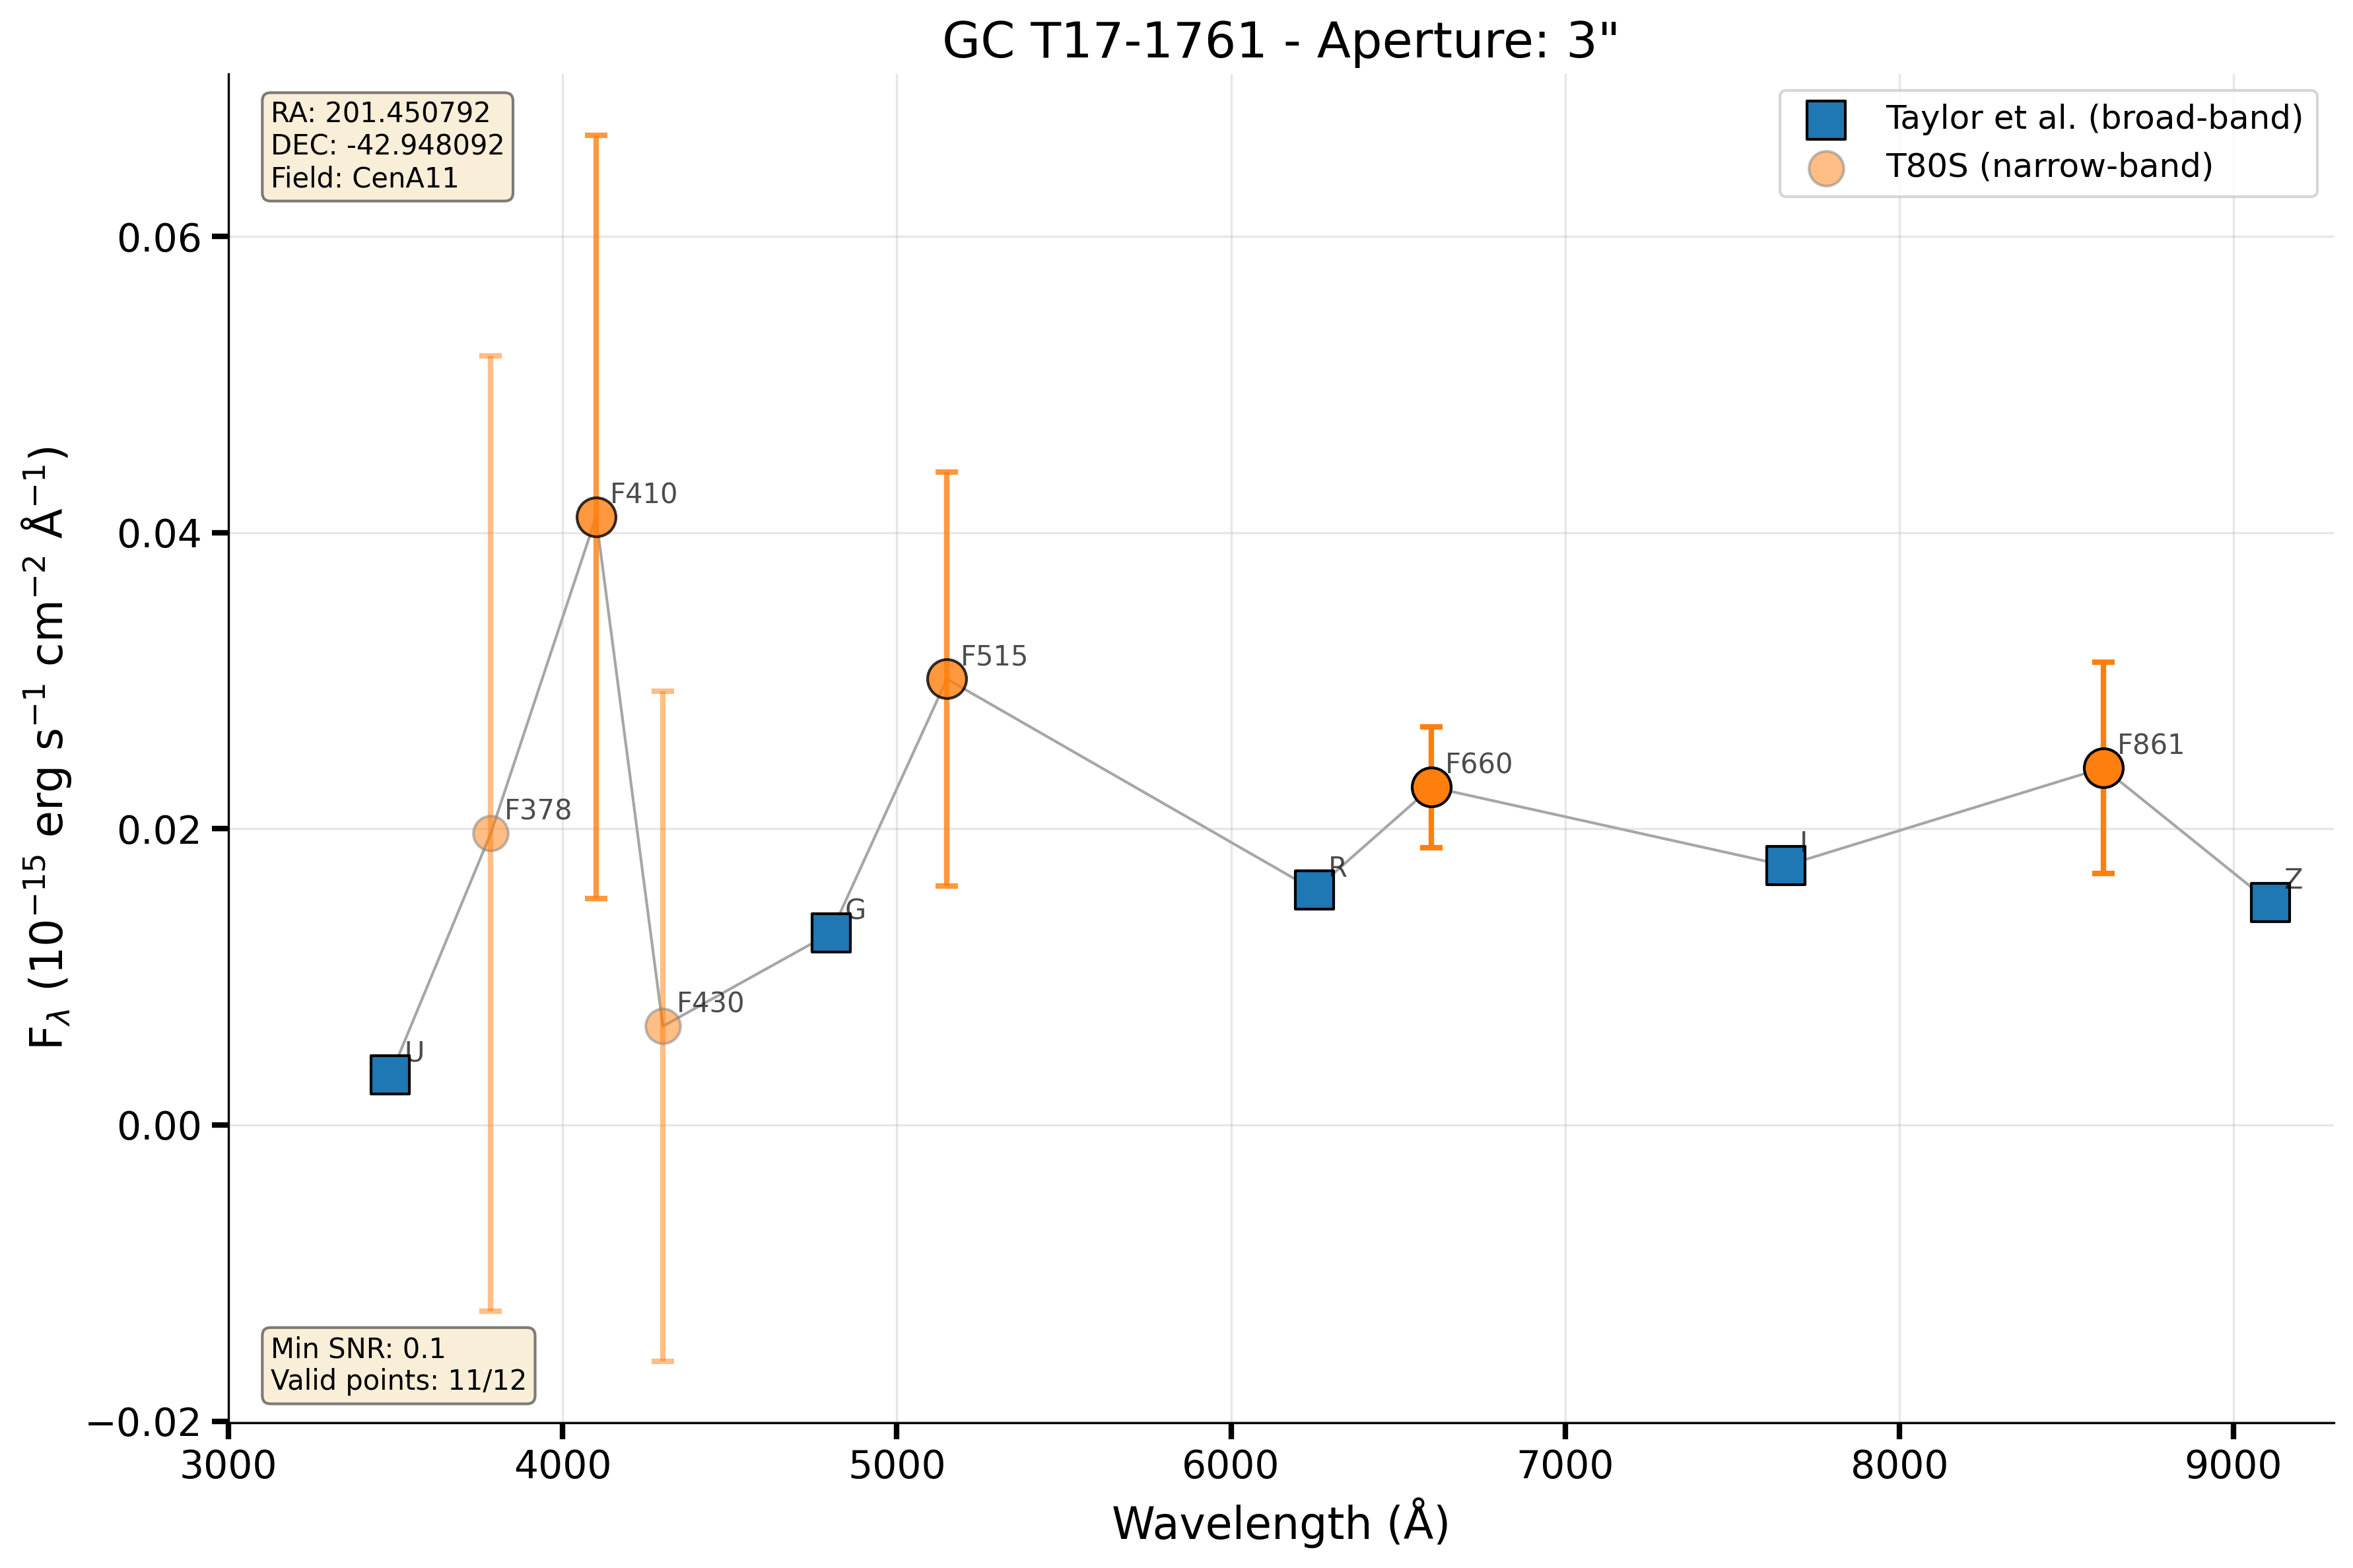 GC T17-1761 - Aperture: 3"
RA: 201.450792
DEC: -42.948092
Field: CenA11
Taylor et al. (broad-band)
T80S (narrow-band)
F_λ (10⁻¹⁵ erg s⁻¹ cm⁻² Å⁻¹)
0.06
0.04
0.02
0.00
−0.02
U
F378
F410
F430
G
F515
R
F660
I
F861
Z
Min SNR: 0.1
Valid points: 11/12
3000 4000 5000 6000 7000 8000 9000
Wavelength (Å)